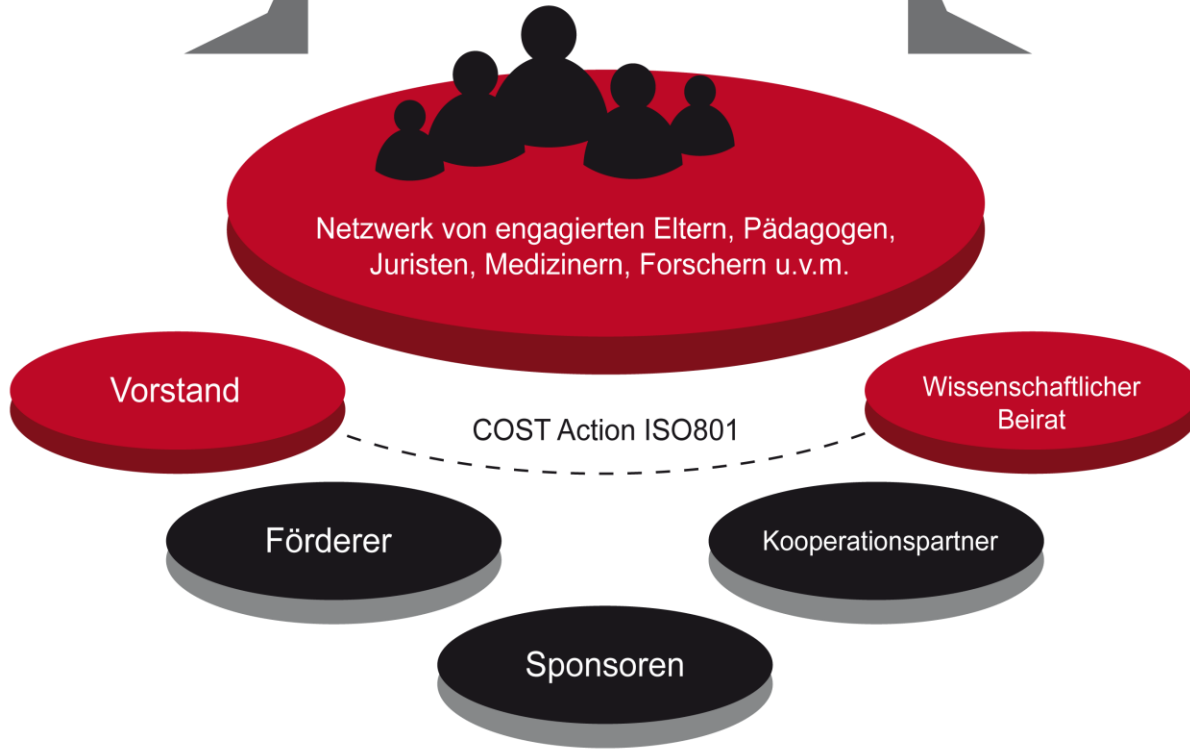 Netzwerk von engagierten Eltern, Pädagogen,
Juristen, Medizinern, Forschern u.v.m.
Vorstand
Wissenschaftlicher
Beirat
COST Action ISO801
Förderer
Kooperationspartner
Sponsoren